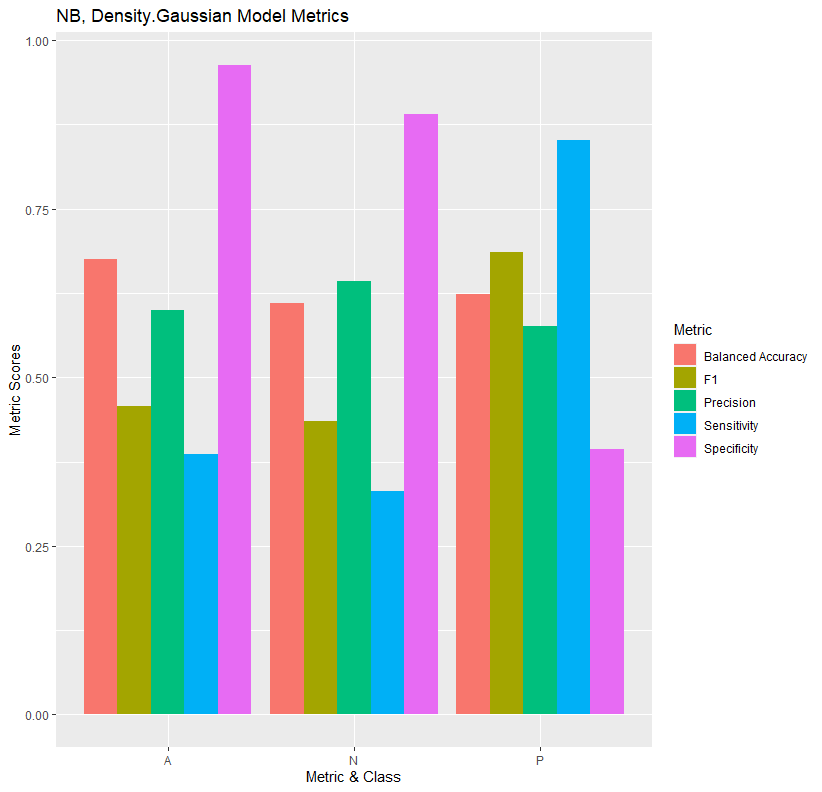 NB, Density.Gaussian Model Metrics
1.00
0.75
0.50
0.25
0.00
Metric Scores
A
N
P
Metric & Class
Metric
Balanced Accuracy
F1
Precision
Sensitivity
Specificity